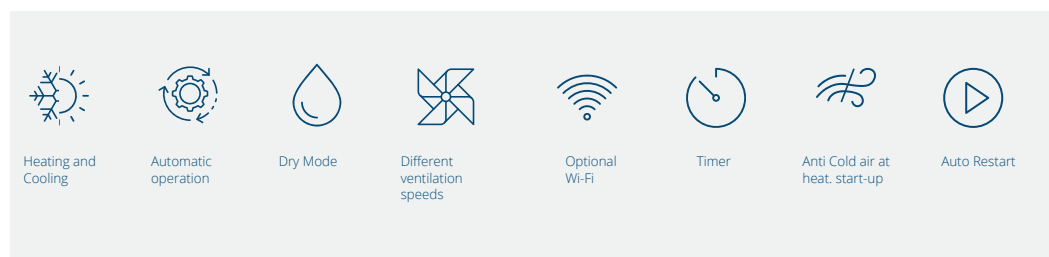 Heating and
Cooling
Automatic
operation
Dry Mode
Different
ventilation
speeds
Optional
Wi-Fi
Timer
Anti Cold air at
heat. start-up
Auto Restart